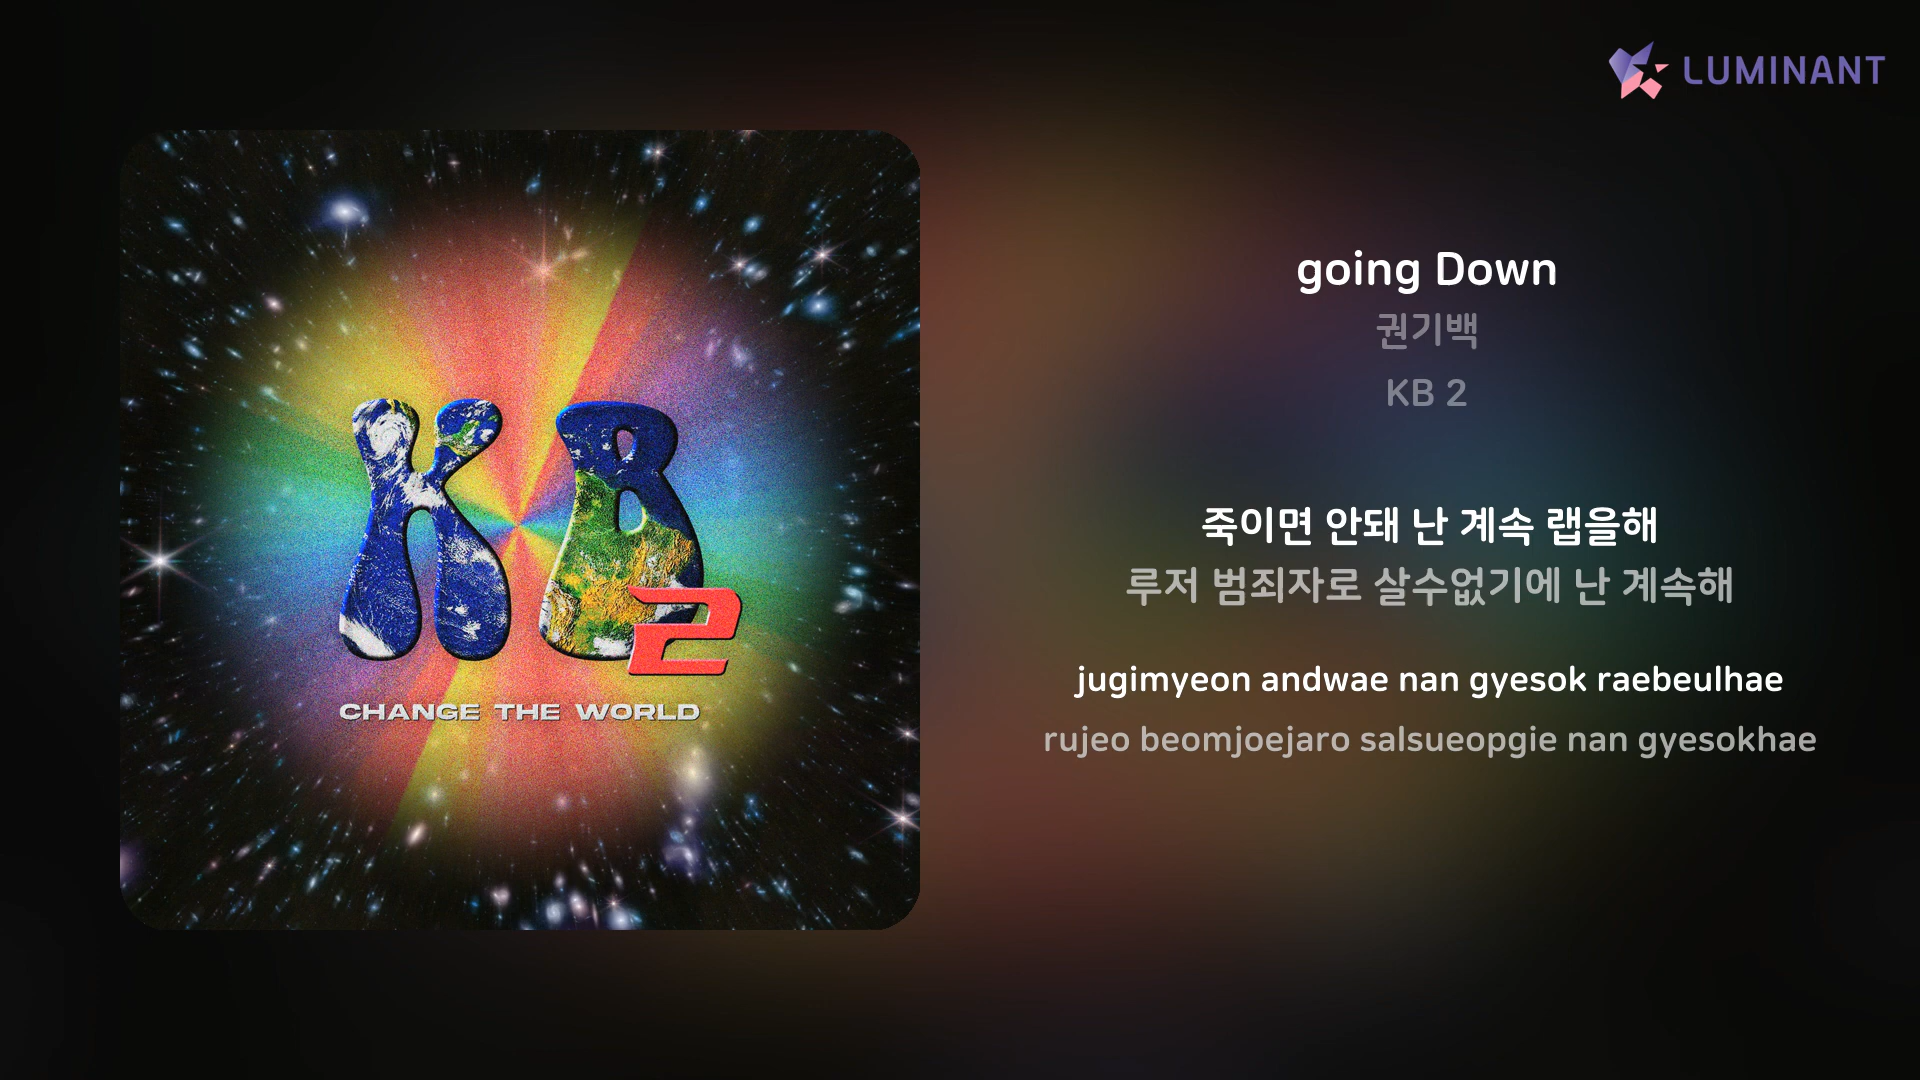 LUMINANT
KB
2
CHANGE THE WORLD
going Down
권기백
KB 2
죽이면 안돼 난 계속 랩을해
루저 범죄자로 살수없기에 난 계속해
jugimyeon andwae nan gyesok raebeulhae
rujeo beomjoejaro salsueopgie nan gyesokhae